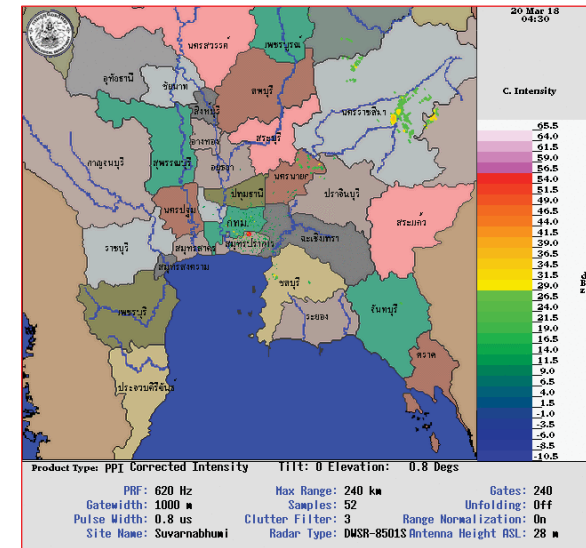 20 Mar 18
04:30
C. Intensity
65.5
64.0
61.5
59.0
56.5
54.0
51.5
49.0
46.5
44.0
41.5
39.0
36.5
34.5
31.5
29.0
26.5
24.0
21.5
19.0
16.5
14.0
11.5
9.0
6.5
4.0
1.5
-1.0
-3.5
-6.0
-8.5
-10.5
นครสวรรค์
เพชรบูรณ์
อุทัยธานี
ชัยนาท
ลพบุรี
สิงห์บุรี
นครราชสีมา
อ่างทอง
สระบุรี
กาญจนบุรี
สุพรรณบุรี
อยุธยา
นครนายก
ปราจีนบุรี
ปทุมธานี
นครปฐม
กทม.
สระแก้ว
ฉะเชิงเทรา
ราชบุรี
สมุทรสาคร
สมุทรปราการ
สมุทรสงคราม
ชลบุรี
เพชรบุรี
ระยอง
จันทบุรี
ตราด
ประจวบคีรีขันธ์
Product Type: PPI Corrected Intensity Tilt: 0 Elevation: 0.8 Degs
PRF: 620 Hz Max Range: 240 km Gates: 240
Gatewidth: 1000 m Samples: 52 Unfolding: Off
Pulse Width: 0.8 us Clutter Filter: 3 Range Normalization: On
Site Name: Suvarnabhumi Radar Type: DWSR-8501S Antenna Height ASL: 28 m